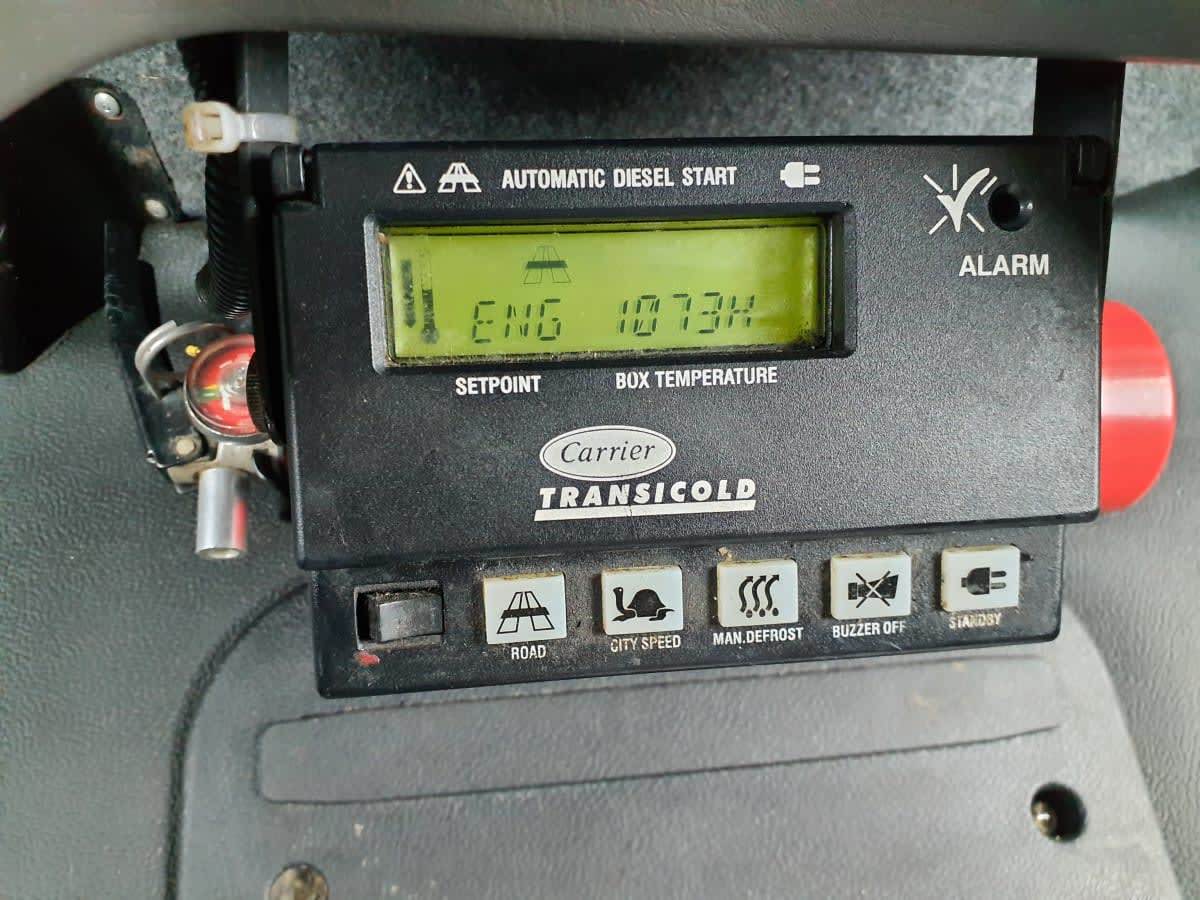 AUTOMATIC DIESEL START
ALARM
ENG 1073H
SETPOINT BOX TEMPERATURE
Carrier
TRANSICOLD
ROAD CITY SPEED MAN.DEFROST BUZZER OFF STANDBY